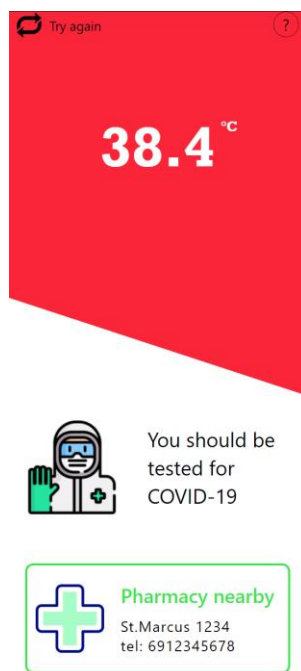 Try again
?
38.4 °C
You should be
tested for
COVID-19
Pharmacy nearby
St.Marcus 1234
tel: 6912345678